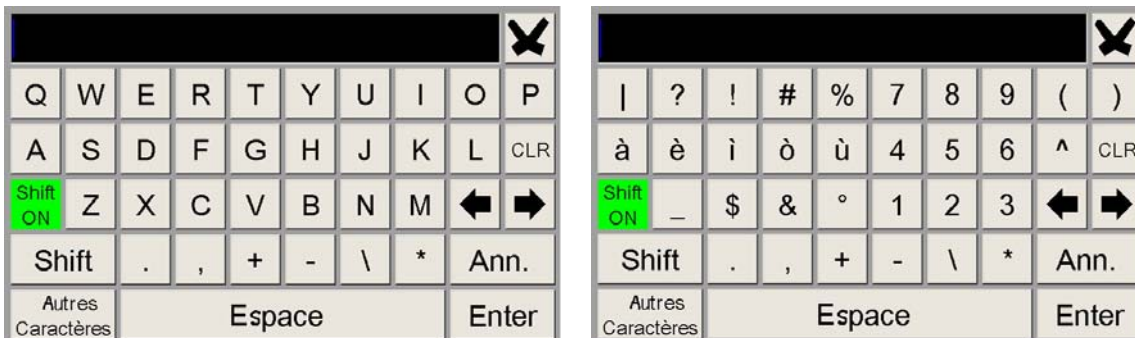 Q W E R T Y U I O P
A S D F G H J K L CLR
Shift ON Z X C V B N M
Shift . , + - \ * Ann.
Autres Caractères Espace Enter
| ? ! # % 7 8 9 ( )
à è ì ò ù 4 5 6 ^ CLR
Shift ON _ $ & ° 1 2 3
Shift . , + - \ * Ann.
Autres Caractères Espace Enter